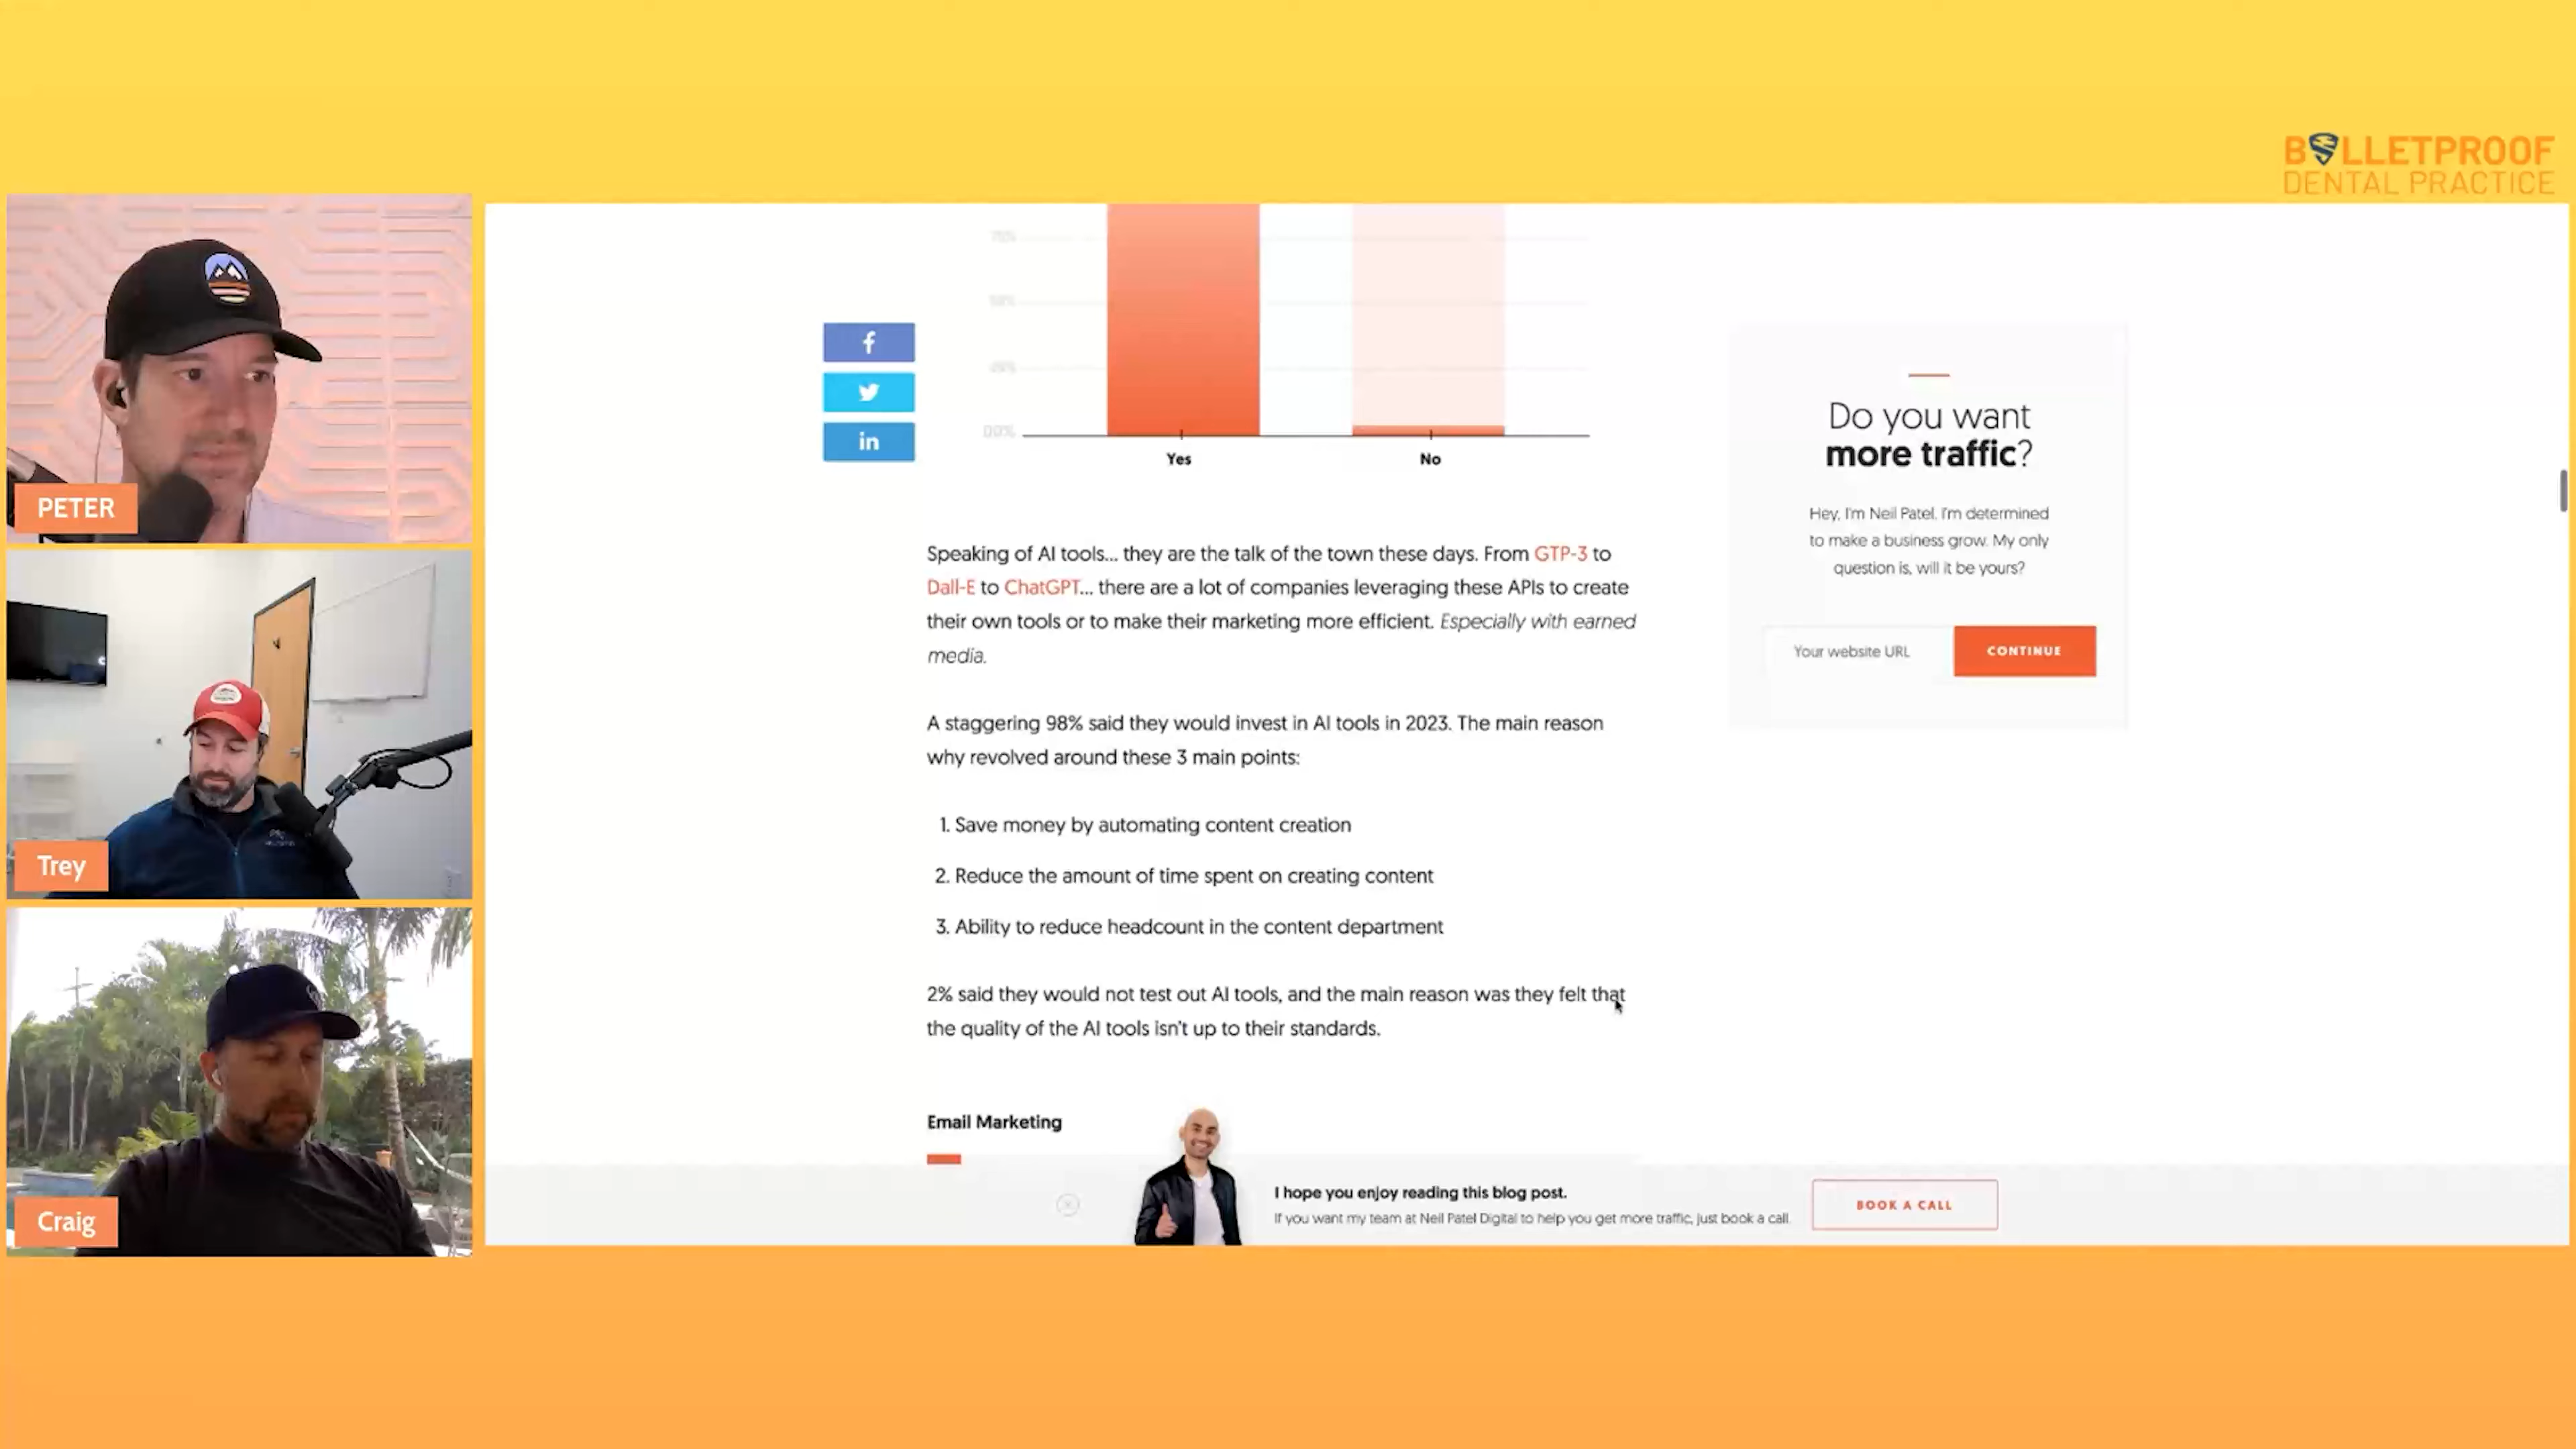 BULLETPROOF
DENTAL PRACTICE
PETER
Trey
Craig
f
in
75%
50%
25%
00%
Yes
No
Speaking of AI tools... they are the talk of the town these days. From GTP-3 to
Dall-E to ChatGPT... there are a lot of companies leveraging these APIs to create
their own tools or to make their marketing more efficient. Especially with earned
media.
A staggering 98% said they would invest in AI tools in 2023. The main reason
why revolved around these 3 main points:
1. Save money by automating content creation
2. Reduce the amount of time spent on creating content
3. Ability to reduce headcount in the content department
2% said they would not test out AI tools, and the main reason was they felt that
the quality of the AI tools isn't up to their standards.
Email Marketing
Do you want
more traffic?
Hey, I'm Neil Patel. I'm determined
to make a business grow. My only
question is, will it be yours?
Your website URL
CONTINUE
I hope you enjoy reading this blog post.
If you want my team at Neil Patel Digital to help you get more traffic, just book a call.
BOOK A CALL